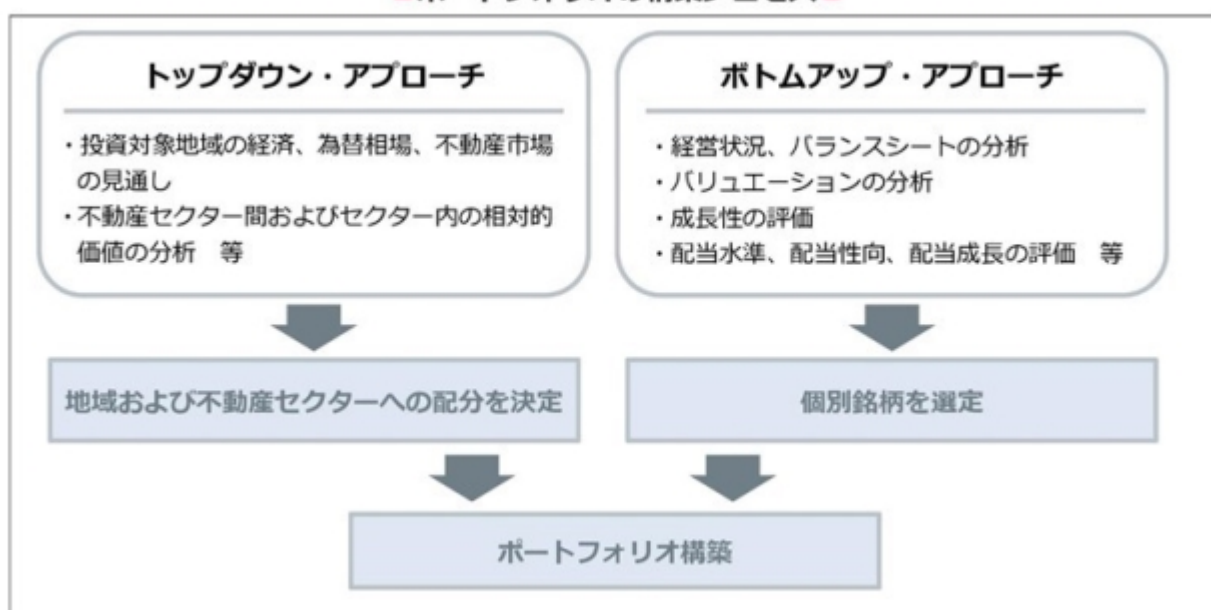 トップダウン・アプローチ
・投資対象地域の経済、為替相場、不動産市場
の見通し
・不動産セクター間およびセクター内の相対的
価値の分析　等
ボトムアップ・アプローチ
・経営状況、バランスシートの分析
・バリュエーションの分析
・成長性の評価
・配当水準、配当性向、配当成長の評価　等
地域および不動産セクターへの配分を決定
個別銘柄を選定
ポートフォリオ構築